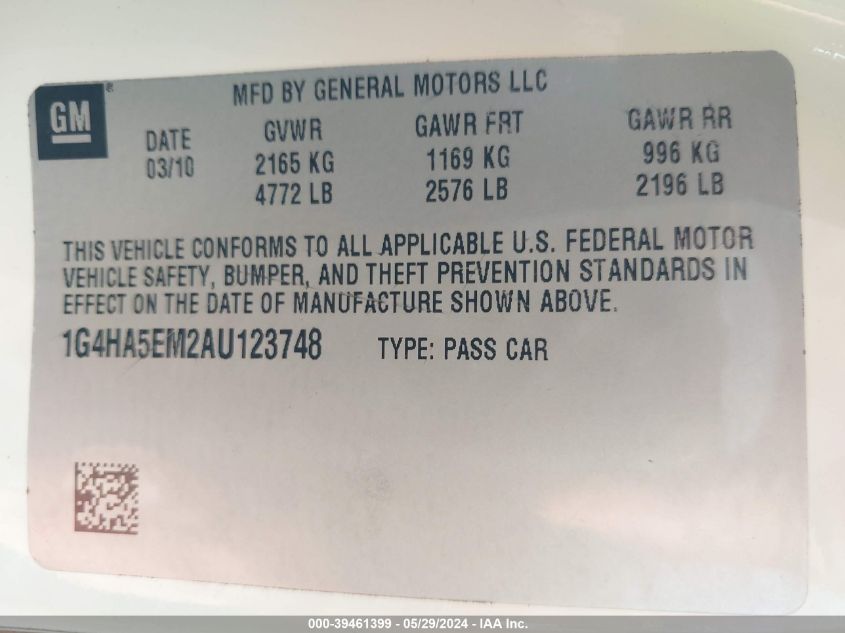 MFD BY GENERAL MOTORS LLC
GM ®
DATE GVWR GAWR FRT GAWR RR
03/10 2165 KG 1169 KG 996 KG
4772 LB 2576 LB 2196 LB
THIS VEHICLE CONFORMS TO ALL APPLICABLE U.S. FEDERAL MOTOR
VEHICLE SAFETY, BUMPER, AND THEFT PREVENTION STANDARDS IN
EFFECT ON THE DATE OF MANUFACTURE SHOWN ABOVE.
1G4HA5EM2AU123748 TYPE: PASS CAR
000-39461399 - 05/29/2024 - IAA Inc.